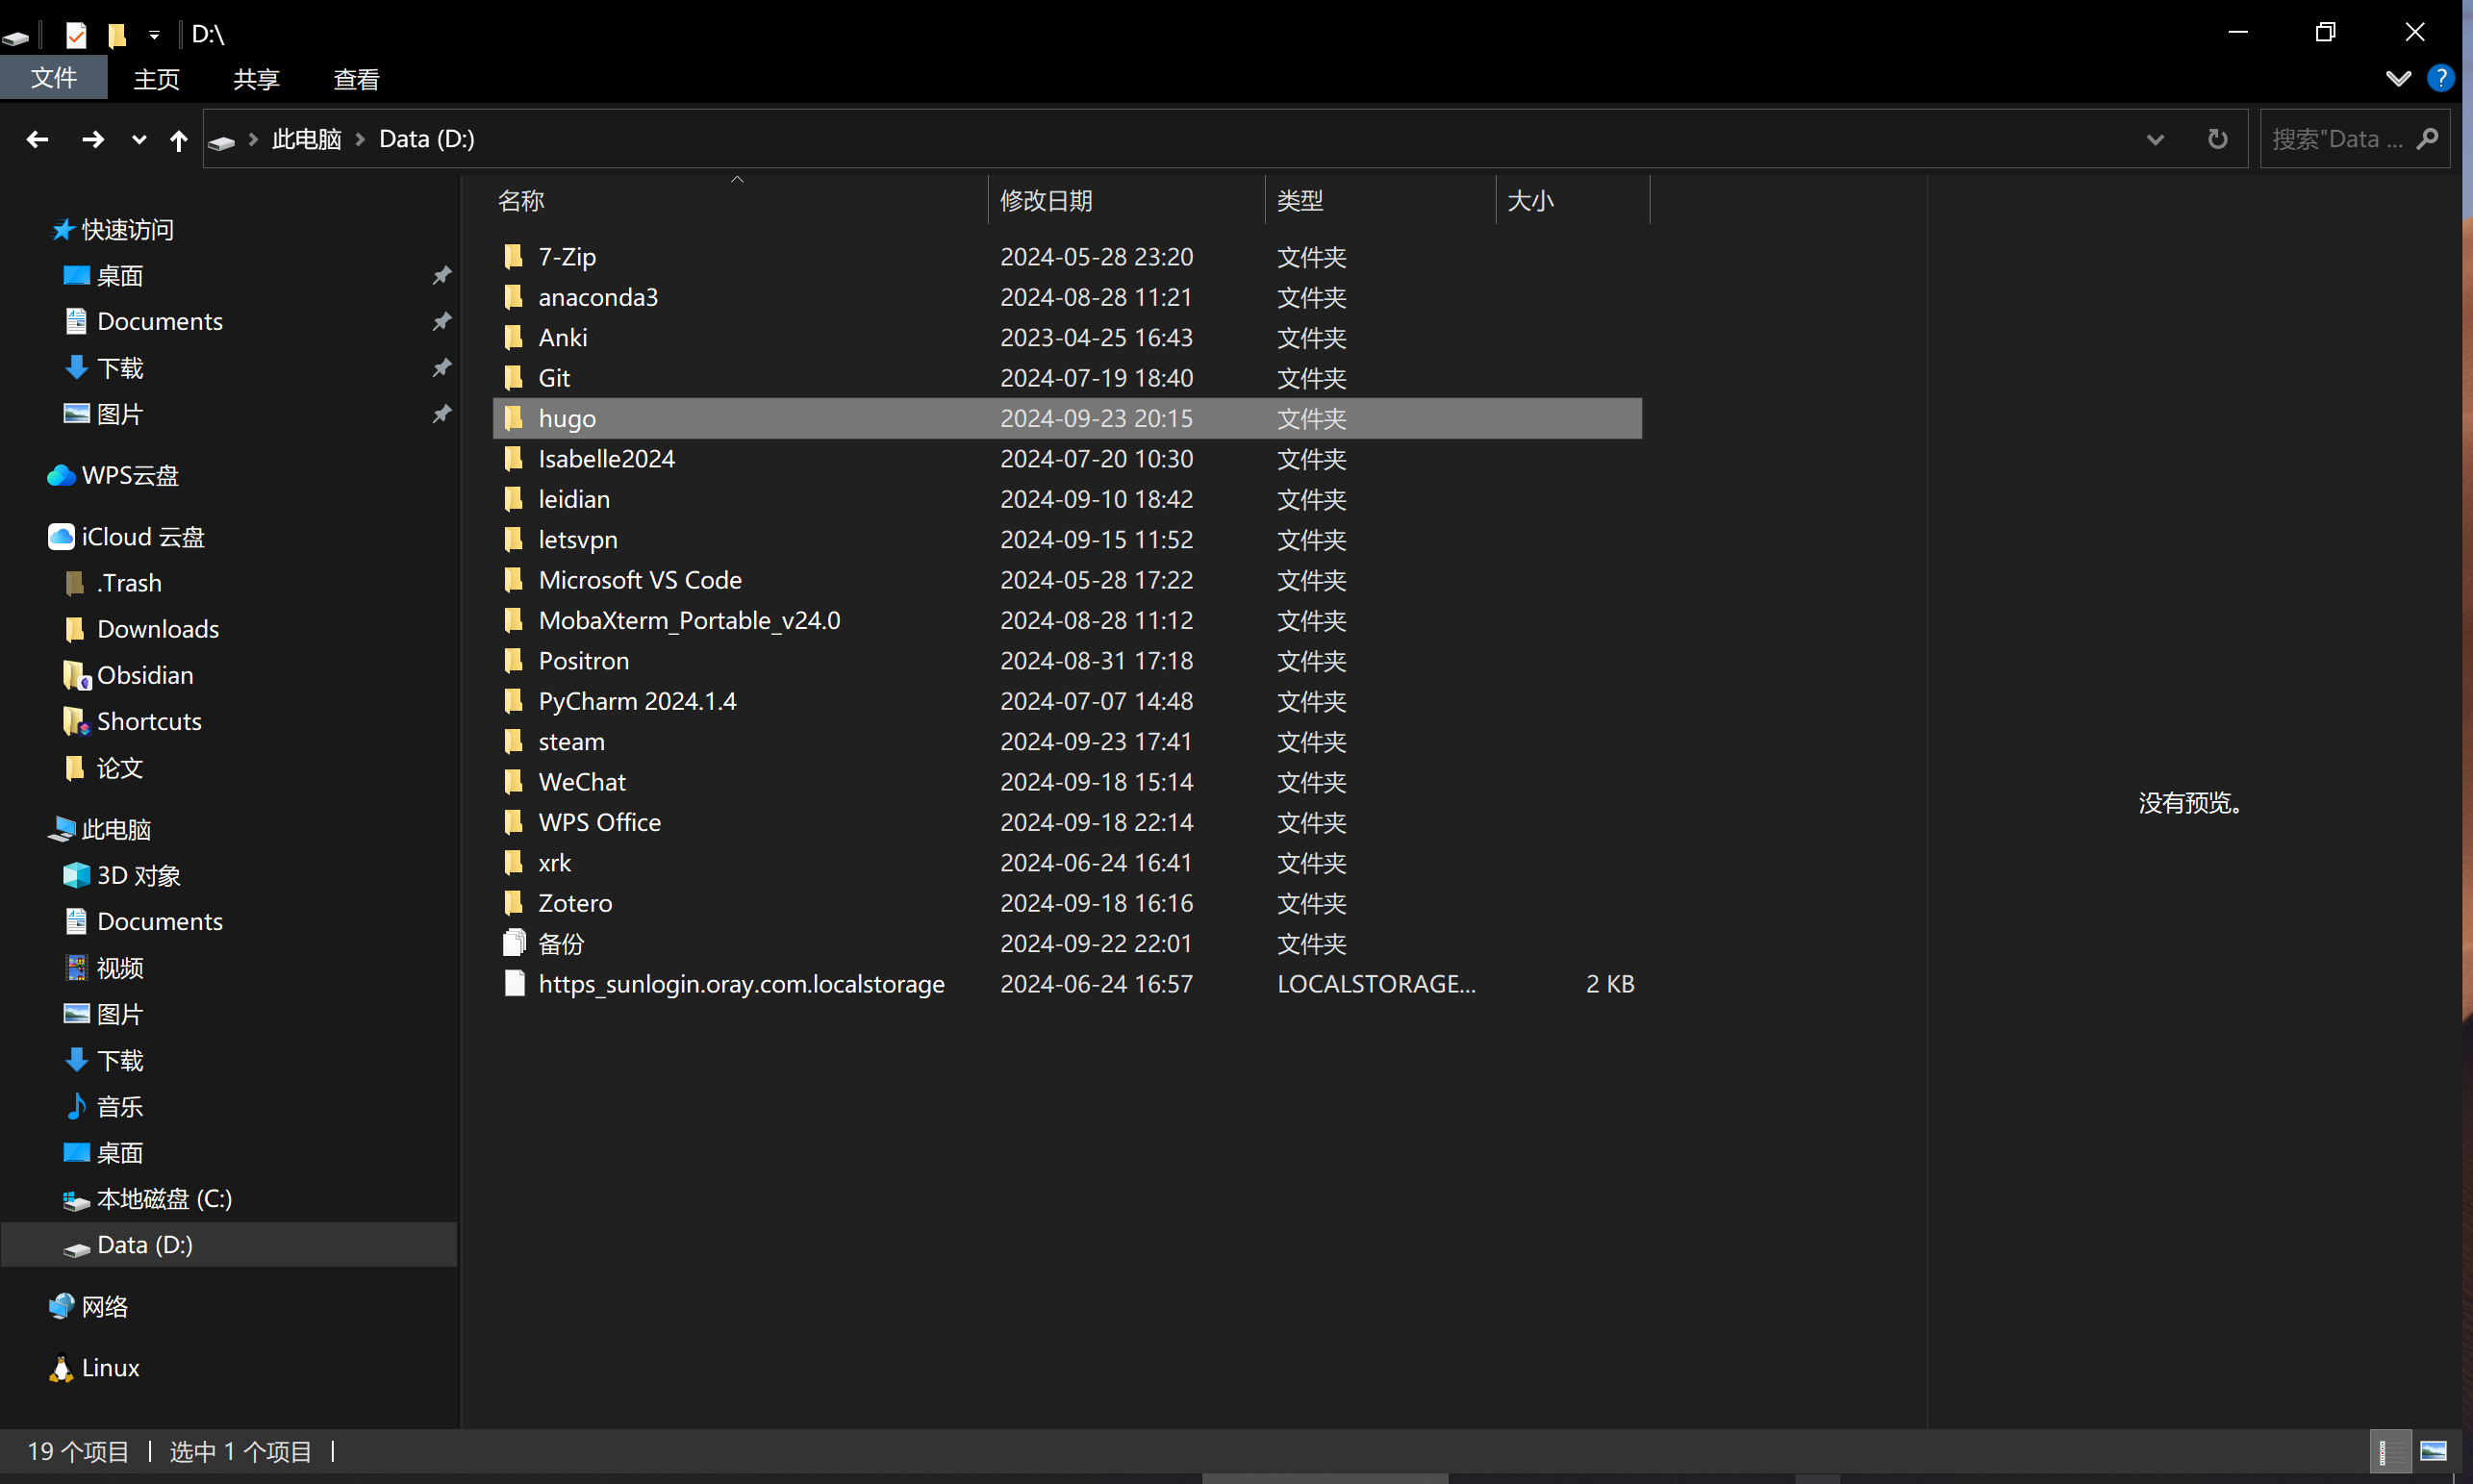 D:\
文件 主页 共享 查看
此电脑 Data (D:) 搜索"Data ...
快速访问
桌面
Documents
下载
图片
WPS云盘
iCloud 云盘
.Trash
Downloads
Obsidian
Shortcuts
论文
此电脑
3D 对象
Documents
视频
图片
下载
音乐
桌面
本地磁盘 (C:)
Data (D:)
网络
Linux
名称 修改日期 类型 大小
7-Zip 2024-05-28 23:20 文件夹
anaconda3 2024-08-28 11:21 文件夹
Anki 2023-04-25 16:43 文件夹
Git 2024-07-19 18:40 文件夹
hugo 2024-09-23 20:15 文件夹
Isabelle2024 2024-07-20 10:30 文件夹
leidian 2024-09-10 18:42 文件夹
letsvpn 2024-09-15 11:52 文件夹
Microsoft VS Code 2024-05-28 17:22 文件夹
MobaXterm_Portable_v24.0 2024-08-28 11:12 文件夹
Positron 2024-08-31 17:18 文件夹
PyCharm 2024.1.4 2024-07-07 14:48 文件夹
steam 2024-09-23 17:41 文件夹
WeChat 2024-09-18 15:14 文件夹
WPS Office 2024-09-18 22:14 文件夹
xrk 2024-06-24 16:41 文件夹
Zotero 2024-09-18 16:16 文件夹
备份 2024-09-22 22:01 文件夹
https_sunlogin.oray.com.localstorage 2024-06-24 16:57 LOCALSTORAGE... 2 KB
没有预览。
19 个项目 选中 1 个项目